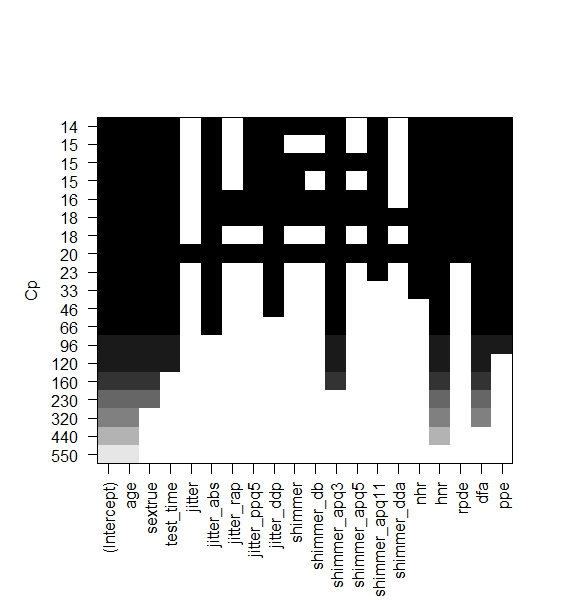 14
15
15
15
16
18
18
20
23
33
46
66
96
120
160
230
320
440
550
Cp
(Intercept)
age
sextrue
test_time
jitter
jitter_abs
jitter_rap
jitter_ppq5
jitter_ddp
shimmer
shimmer_db
shimmer_apq3
shimmer_apq5
shimmer_apq11
shimmer_dda
nhr
hnr
rpde
dfa
ppe